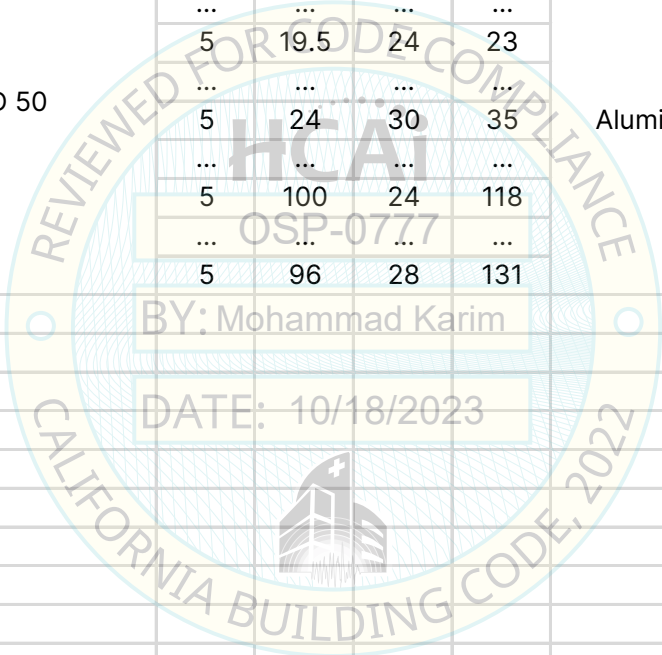 ... ... ... ...
5 19.5 24 23
... ... ... ...
50
5 24 30 35
... ... ... ...
5 100 24 118
... ... ... ...
5 96 28 131
REVIEWED FOR CODE COMPLIANCE
HCAi
OSP-0777
BY: Mohammad Karim
DATE: 10/18/2023
CALIFORNIA BUILDING CODE, 2022